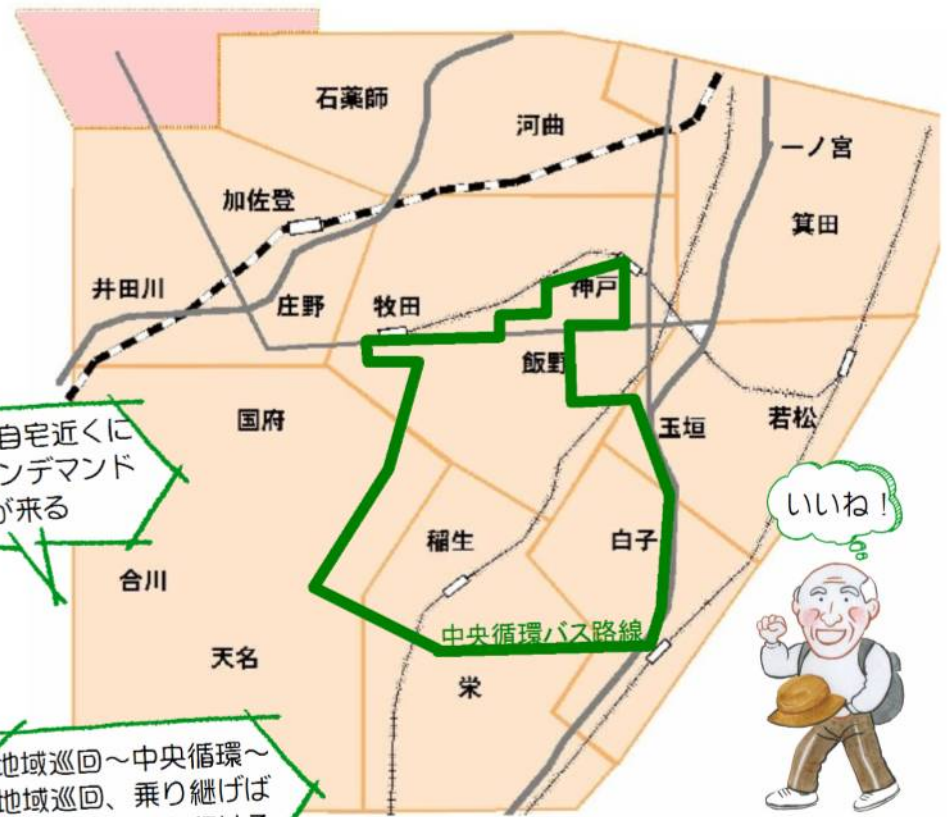 石薬師
河曲
一ノ宮
加佐登
箕田
井田川
庄野
牧田
神戸
飯野
国府
玉垣
若松
自宅近くに
ンデマンド
が来る
いいね!
稲生
白子
合川
中央循環バス路線
天名
栄
地域巡回～中央循環～
地域巡回、乗り継げば